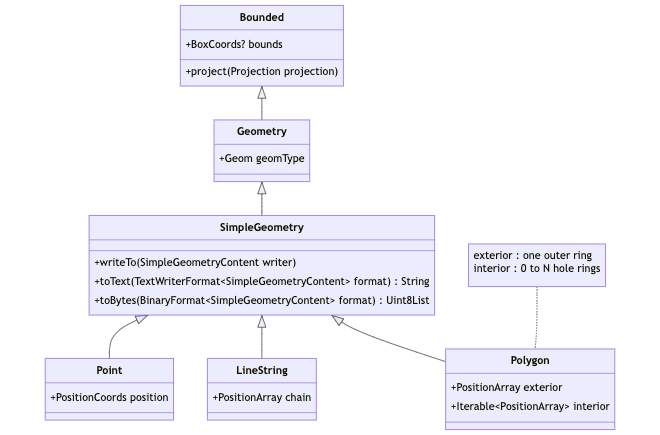 Bounded
+BoxCoords? bounds
+project(Projection projection)
Geometry
+Geom geomType
SimpleGeometry
+writeTo(SimpleGeometryContent writer)
+toText(TextWriterFormat<SimpleGeometryContent> format) : String
+toBytes(BinaryFormat<SimpleGeometryContent> format) : Uint8List
exterior : one outer ring
interior : 0 to N hole rings
Point
+PositionCoords position
LineString
+PositionArray chain
Polygon
+PositionArray exterior
+Iterable<PositionArray> interior